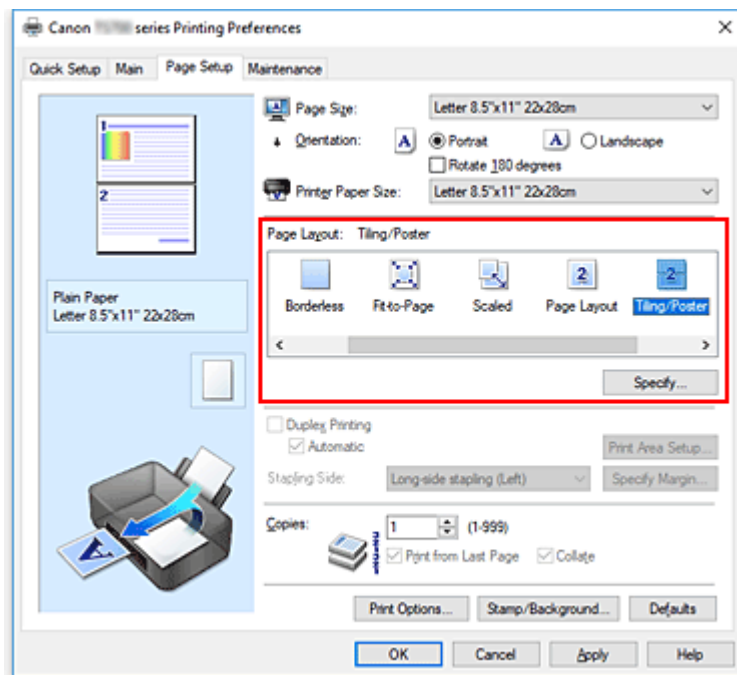 Canon series Printing Preferences
Quick Setup Main Page Setup Maintenance
1
2
Plain Paper
Letter 8.5"x11" 22x28cm
A
Page Size: Letter 8.5"x11" 22x28cm
Orientation: A Portrait A Landscape
Rotate 180 degrees
Printer Paper Size: Letter 8.5"x11" 22x28cm
Page Layout: Tiling/Poster
2 2
Borderless Fit-to-Page Scaled Page Layout Tiling/Poster
Specify...
Duplex Printing
Automatic Print Area Setup...
Stapling Side: Long-side stapling (Left) Specify Margin...
Copies: 1 (1-999)
Print from Last Page Collate
Print Options... Stamp/Background... Defaults
OK Cancel Apply Help